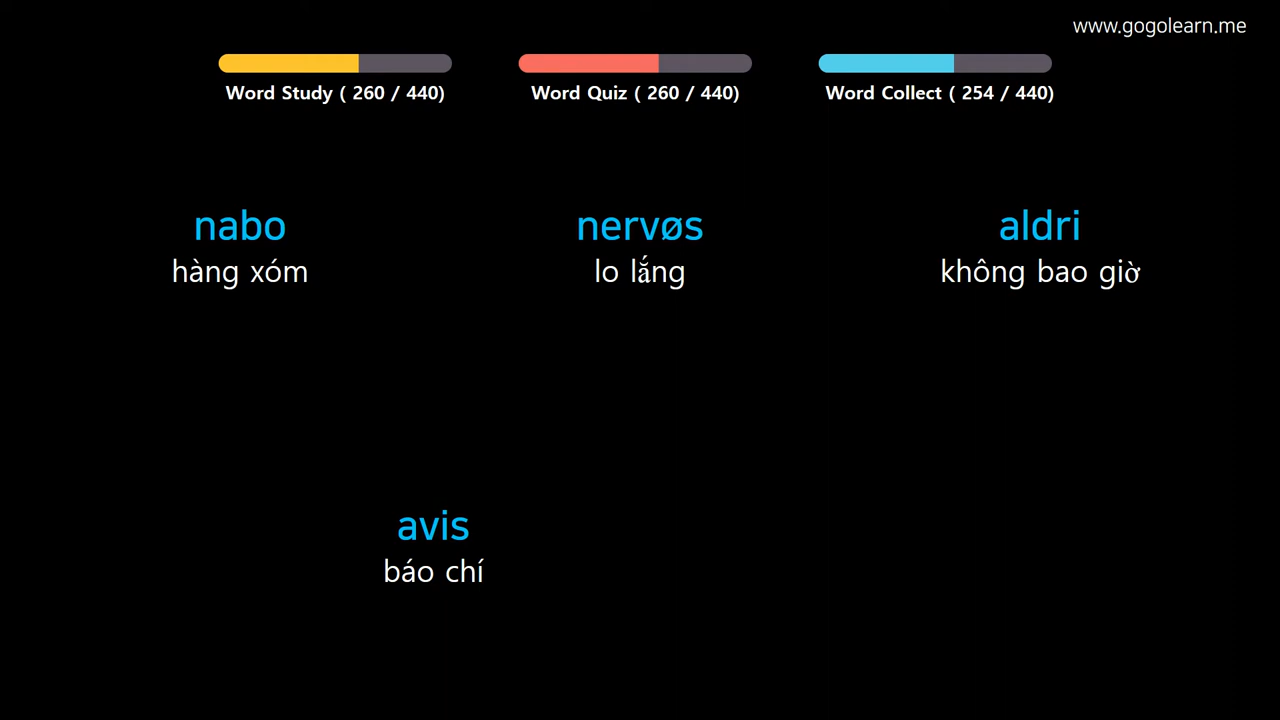 www.gogolearn.me
Word Study ( 260 / 440)
Word Quiz ( 260 / 440)
Word Collect ( 254 / 440)
nabo
hàng xóm
nervøs
lo lắng
aldri
không bao giờ
avis
báo chí